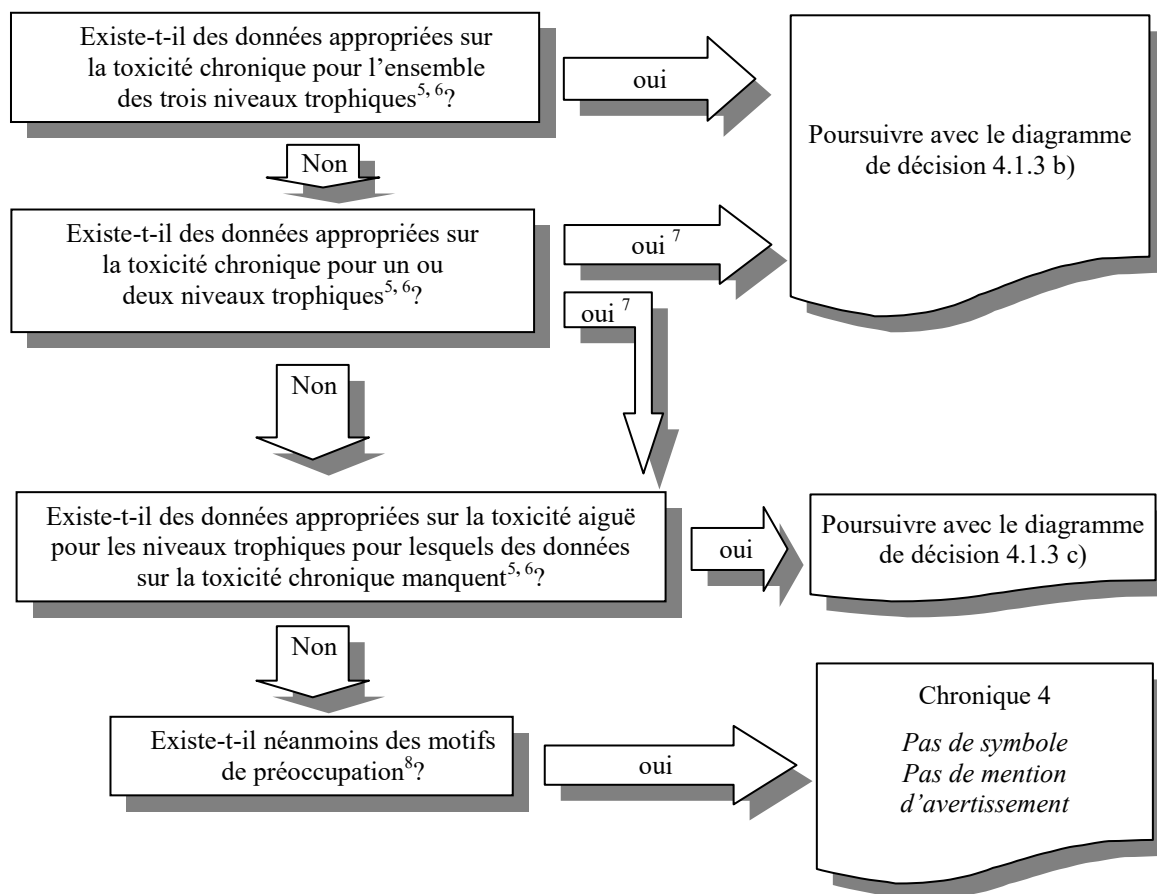 Existe-t-il des données appropriées sur
la toxicité chronique pour l’ensemble
des trois niveaux trophiques5, 6?
oui
Poursuivre avec le diagramme
de décision 4.1.3 b)
Non
Existe-t-il des données appropriées sur
la toxicité chronique pour un ou
deux niveaux trophiques5, 6?
oui 7
oui 7
Non
Existe-t-il des données appropriées sur la toxicité aiguë
pour les niveaux trophiques pour lesquels des données
sur la toxicité chronique manquent5, 6?
oui
Poursuivre avec le diagramme
de décision 4.1.3 c)
Non
Existe-t-il néanmoins des motifs
de préoccupation8?
oui
Chronique 4
Pas de symbole
Pas de mention
d’avertissement